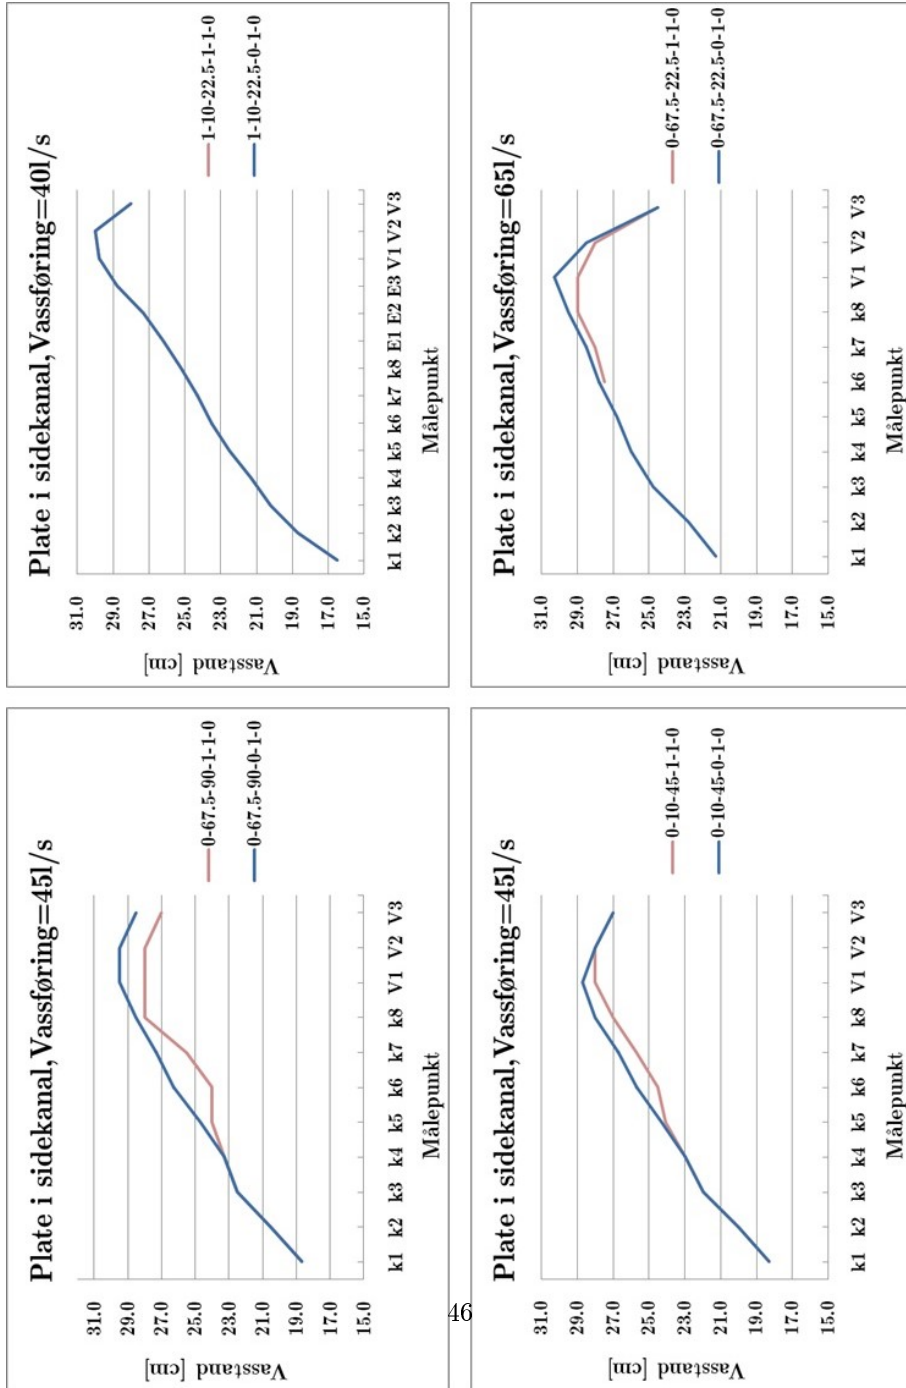 Plate i sidekanal, Vassføring=45l/s
Vasstand [cm]
31.0
29.0
27.0
25.0
23.0
21.0
19.0
17.0
15.0
k1 k2 k3 k4 k5 k6 k7 k8 V1 V2 V3
Målepunkt
0-67.5-90-1-1-0
0-67.5-90-0-1-0
Plate i sidekanal, Vassføring=40l/s
Vasstand [cm]
31.0
29.0
27.0
25.0
23.0
21.0
19.0
17.0
15.0
k1 k2 k3 k4 k5 k6 k7 k8 E1 E2 E3 V1 V2 V3
Målepunkt
1-10-22.5-1-1-0
1-10-22.5-0-1-0
Plate i sidekanal, Vassføring=45l/s
Vasstand [cm]
31.0
29.0
27.0
25.0
23.0
21.0
19.0
17.0
15.0
k1 k2 k3 k4 k5 k6 k7 k8 V1 V2 V3
Målepunkt
0-10-45-1-1-0
0-10-45-0-1-0
Plate i sidekanal, Vassføring=65l/s
Vasstand [cm]
31.0
29.0
27.0
25.0
23.0
21.0
19.0
17.0
15.0
k1 k2 k3 k4 k5 k6 k7 k8 V1 V2 V3
Målepunkt
0-67.5-22.5-1-1-0
0-67.5-22.5-0-1-0
46